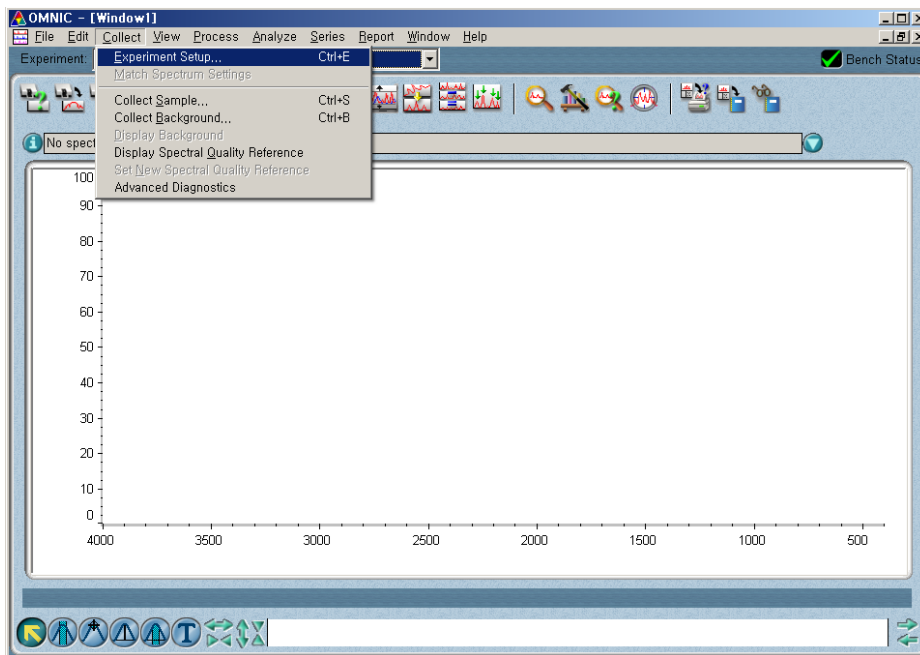 OMNIC - [Window1]
File Edit Collect View Process Analyze Series Report Window Help
Experiment:
Bench Status
Experiment Setup... Ctrl+E
Match Spectrum Settings
Collect Sample... Ctrl+S
Collect Background... Ctrl+B
Display Background
Display Spectral Quality Reference
Set New Spectral Quality Reference
Advanced Diagnostics
No spect
100
90
80
70
60
50
40
30
20
10
0
4000 3500 3000 2500 2000 1500 1000 500
T